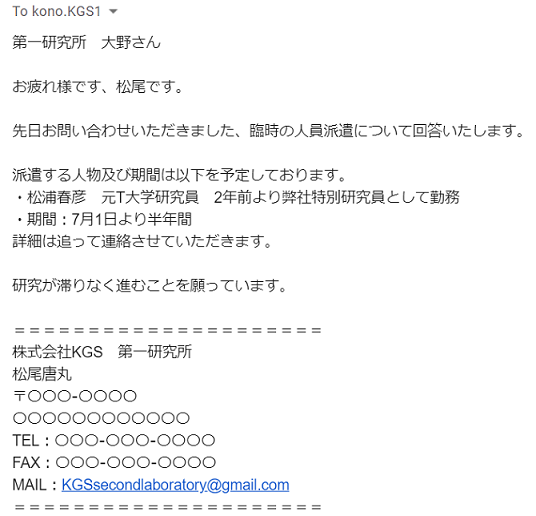 To kono.KGS1
第一研究所　大野さん
お疲れ様です、松尾です。
先日お問い合わせいただきました、臨時の人員派遣について回答いたします。
派遣する人物及び期間は以下を予定しております。
・松浦春彦　元T大学研究員　2年前より弊社特別研究員として勤務
・期間：7月1日より半年間
詳細は追って連絡させていただきます。
研究が滞りなく進むことを願っています。
＝＝＝＝＝＝＝＝＝＝＝＝＝＝＝＝＝＝＝＝＝
株式会社KGS　第一研究所
松尾唐丸
〒〇〇〇-〇〇〇〇
〇〇〇〇〇〇〇〇〇〇〇〇
TEL：〇〇〇-〇〇〇-〇〇〇〇
FAX：〇〇〇-〇〇〇-〇〇〇〇
MAIL：KGSsecondlaboratory@gmail.com
＝＝＝＝＝＝＝＝＝＝＝＝＝＝＝＝＝＝＝＝＝